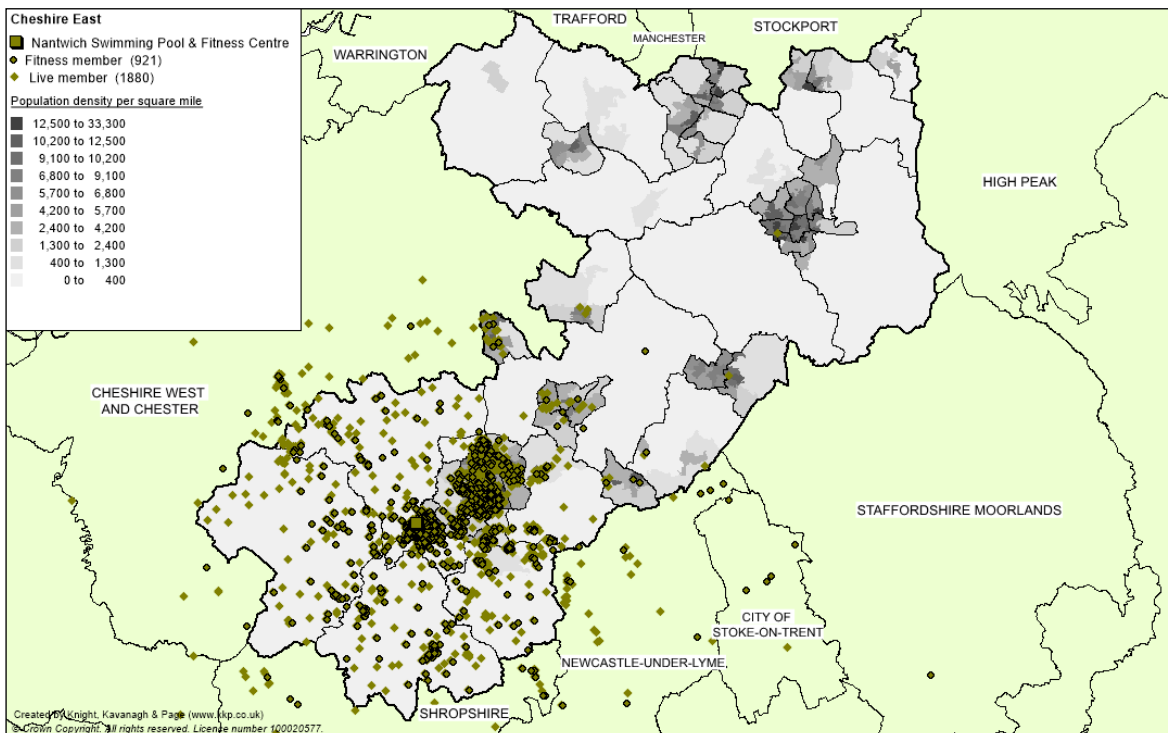 Cheshire East
Nantwich Swimming Pool & Fitness Centre
Fitness member (921)
Live member (1880)
Population density per square mile
12,500 to 33,300
10,200 to 12,500
9,100 to 10,200
6,800 to 9,100
5,700 to 6,800
4,200 to 5,700
2,400 to 4,200
1,300 to 2,400
400 to 1,300
0 to 400
TRAFFORD
STOCKPORT
MANCHESTER
WARRINGTON
HIGH PEAK
CHESHIRE WEST
AND CHESTER
STAFFORDSHIRE MOORLANDS
CITY OF
STOKE-ON-TRENT
NEWCASTLE-UNDER-LYME
SHROPSHIRE
Created by Knight, Kavanagh & Page (www.kkp.co.uk)
© Crown Copyright. All rights reserved. Licence number 100020577.